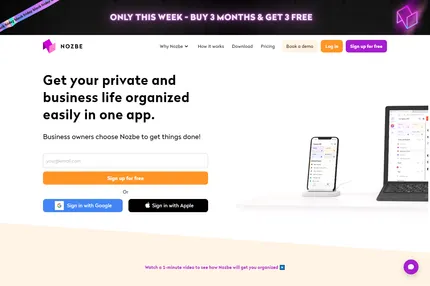 ONLY THIS WEEK - BUY 3 MONTHS & GET 3 FREE
NOZBE
Why Nozbe
How it works
Download
Pricing
Book a demo
Log in
Sign up for free
Get your private and
business life organized
easily in one app.
Business owners choose Nozbe to get things done!
your@email.com
Sign up for free
Or
Sign in with Google
Sign in with Apple
Watch a 2-minute video to see how Nozbe will get you organized